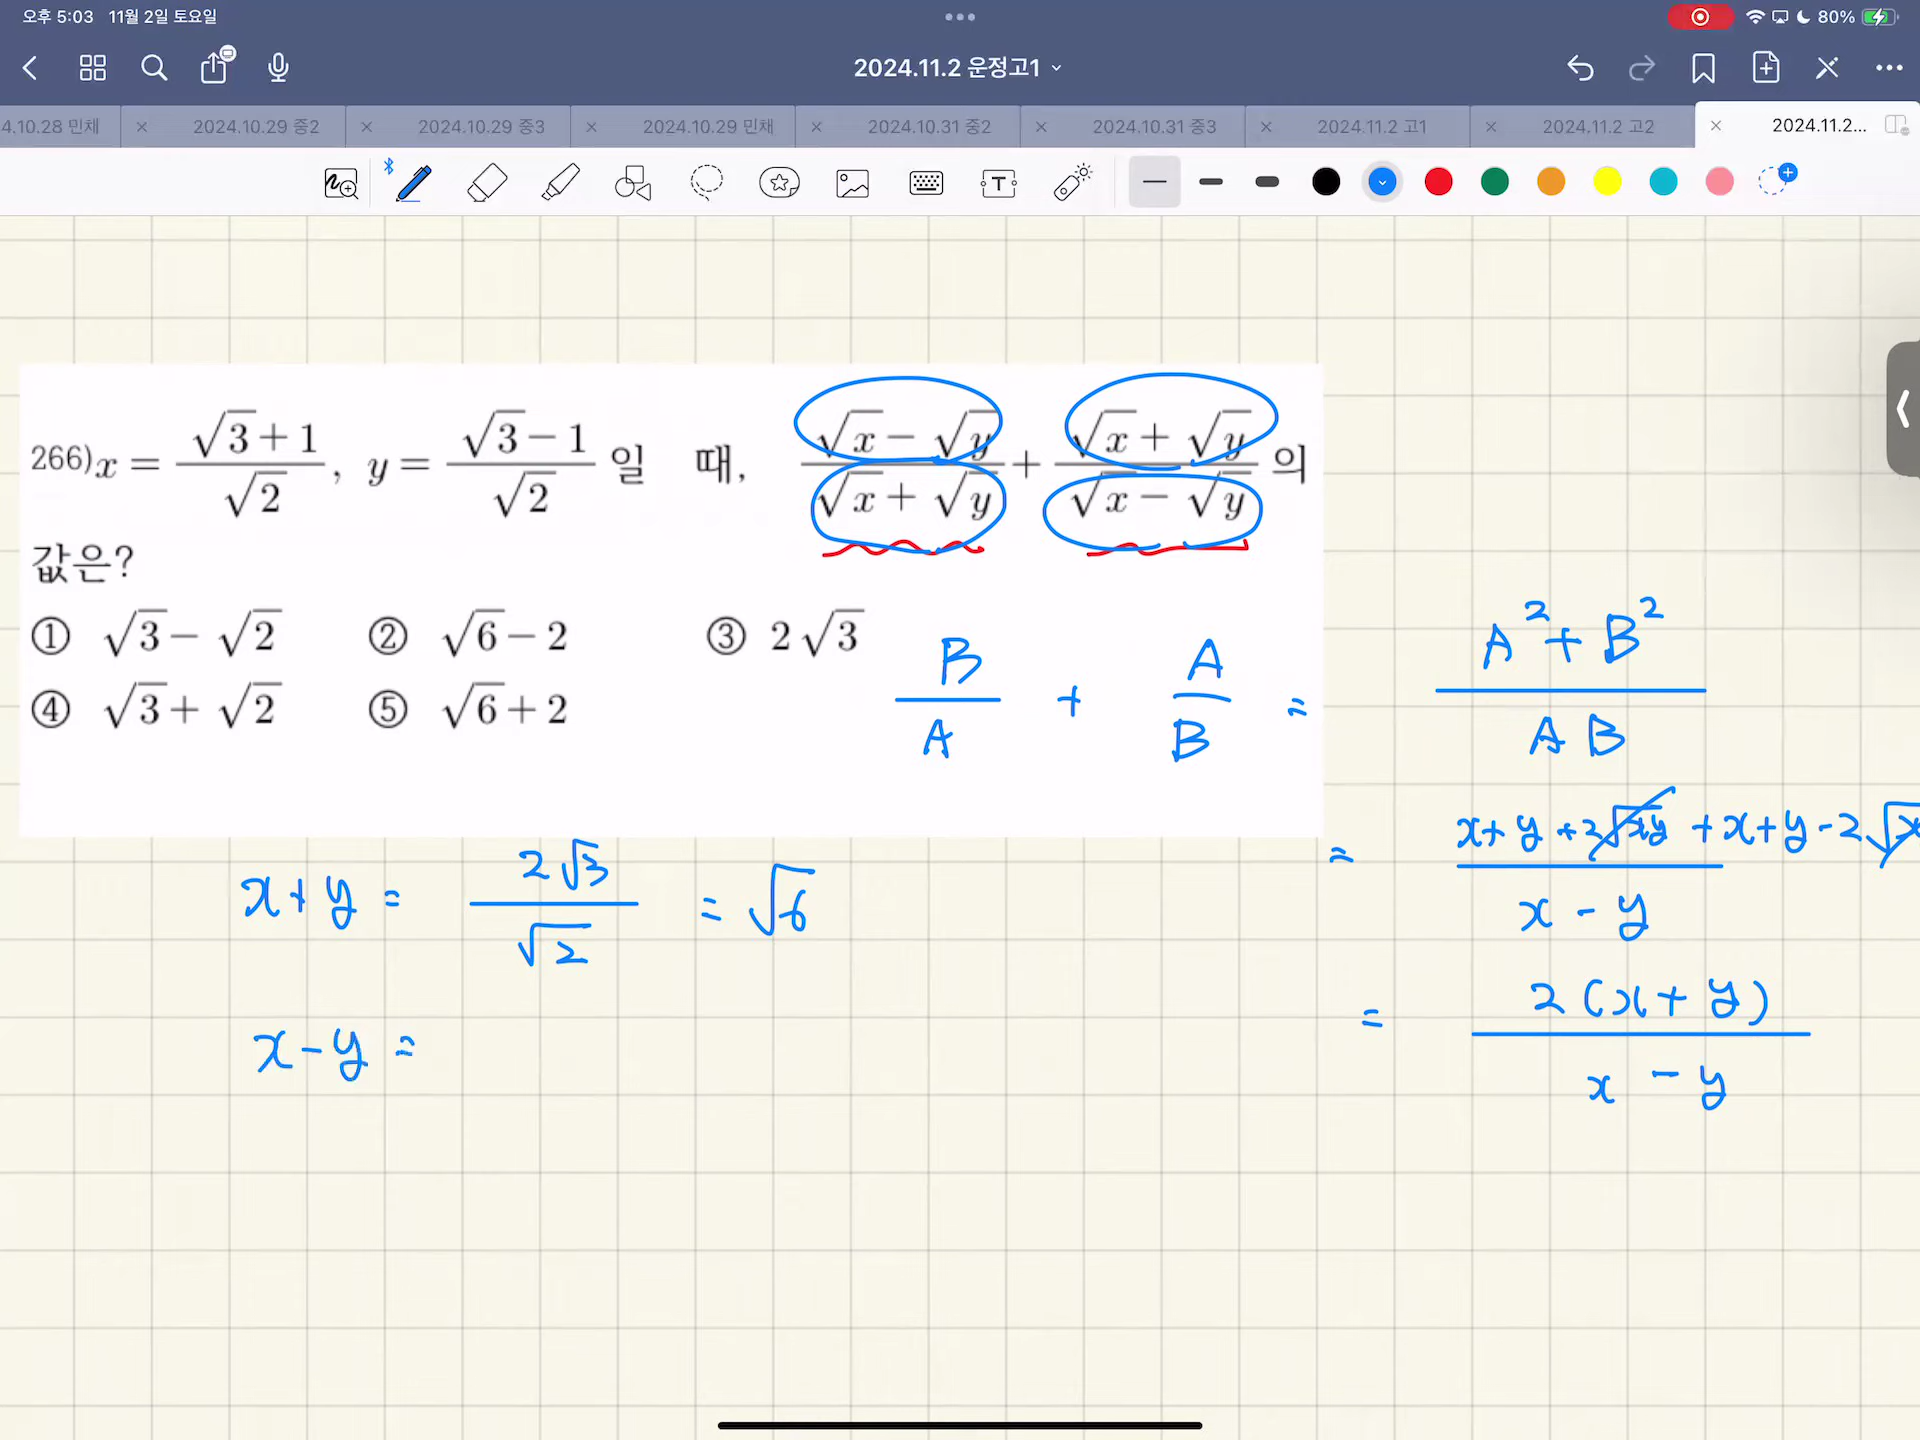 오후 5:03 11월 2일 토요일
80%
2024.11.2 운정고1
4.10.28 민채 2024.10.29 중2 2024.10.29 중3 2024.10.29 민채 2024.10.31 중2 2024.10.31 중3 2024.11.2 고1 2024.11.2 고2 2024.11.2...
266) x = (√3+1)/√2, y = (√3−1)/√2 일 때, (√x−√y)/(√x+√y) + (√x+√y)/(√x−√y) 의
값은?
① √3−√2 ② √6−2 ③ 2√3
④ √3+√2 ⑤ √6+2
B/A + A/B = (A²+B²)/(AB)
= (x+y+2√xy+x+y-2√x)/(x-y)
= 2(x+y)/(x-y)
x+y = 2√3/√2 = √6
x-y =